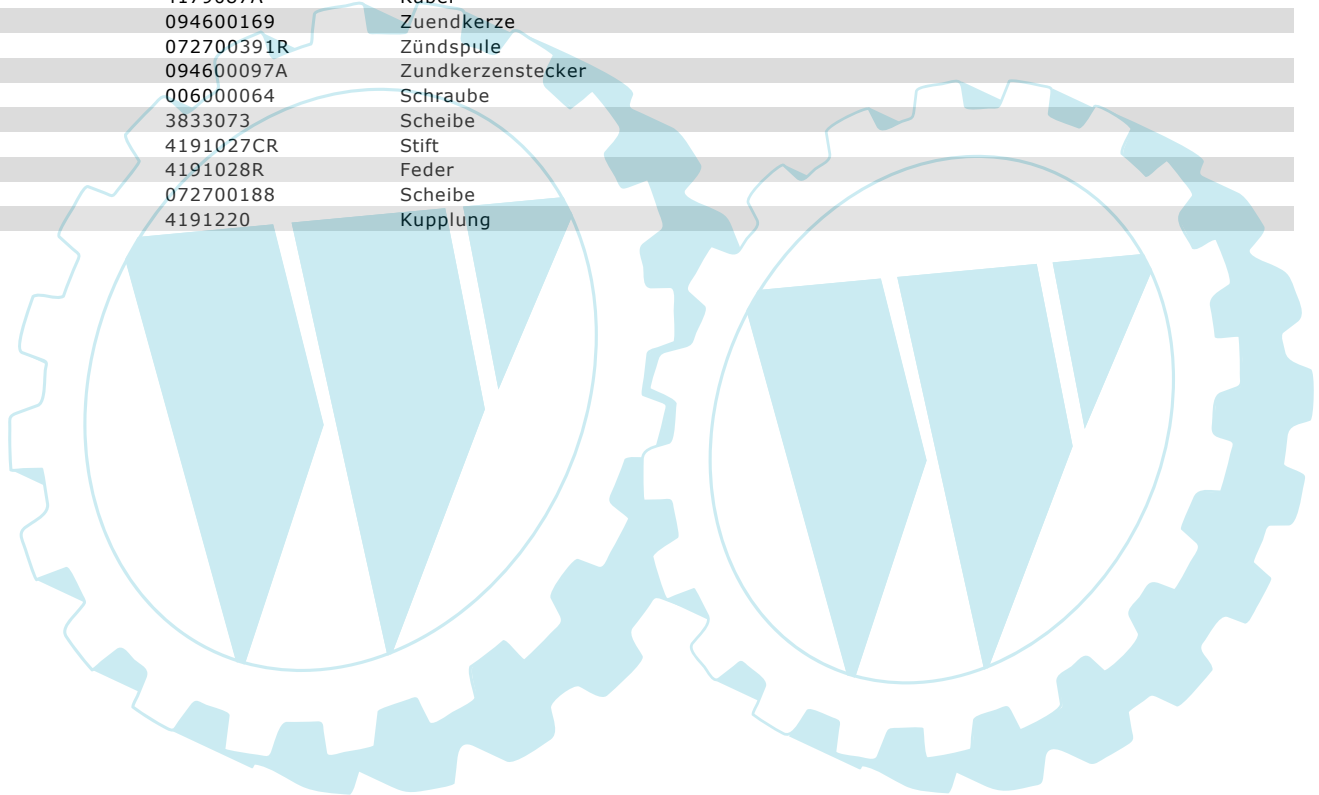 094600169 Zuendkerze
072700391R Zündspule
094600097A Zundkerzenstecker
006000064 Schraube
3833073 Scheibe
4191027CR Stift
4191028R Feder
072700188 Scheibe
4191220 Kupplung